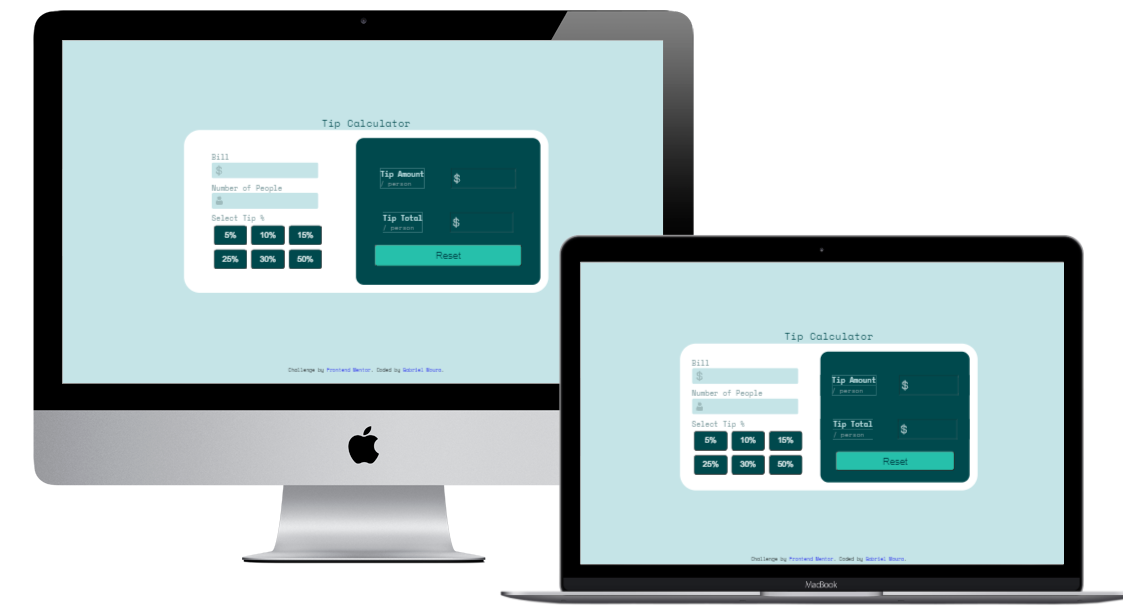 Tip Calculator
Bill
$
Number of People
Select Tip %
5% 10% 15%
25% 30% 50%
Tip Amount
/ person
$
Tip Total
/ person
$
Reset
Challenge by Frontend Mentor. Coded by Gabriel
Tip Calculator
Bill
$
Number of People
Select Tip %
5% 10% 15%
25% 30% 50%
Tip Amount
/ person
$
Tip Total
/ person
$
Reset
Challenge by Frontend Mentor. Coded by Gabriel
MacBook